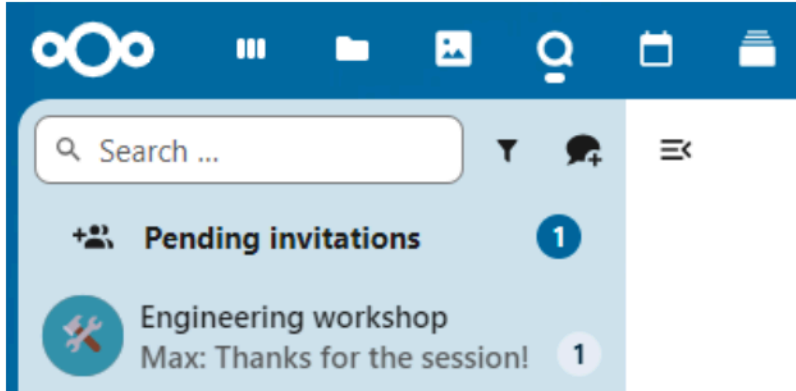 Search ...
Pending invitations 1
Engineering workshop
Max: Thanks for the session! 1